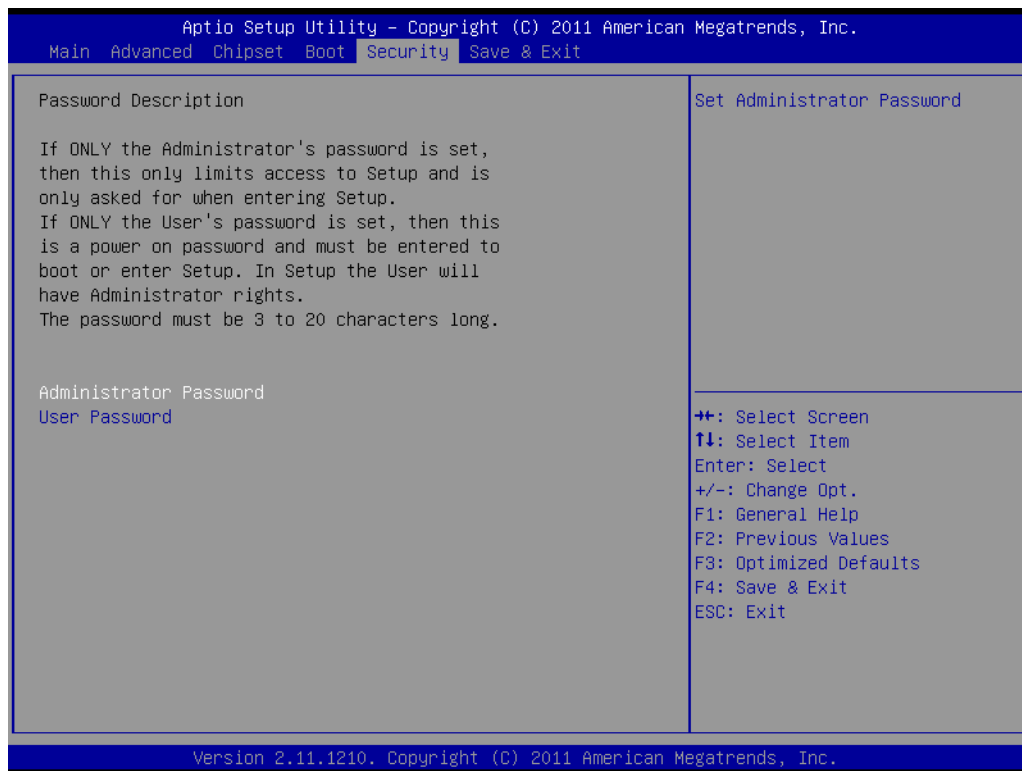 Aptio Setup Utility – Copyright (C) 2011 American Megatrends, Inc.
Main Advanced Chipset Boot Security Save & Exit
Password Description
If ONLY the Administrator's password is set,
then this only limits access to Setup and is
only asked for when entering Setup.
If ONLY the User's password is set, then this
is a power on password and must be entered to
boot or enter Setup. In Setup the User will
have Administrator rights.
The password must be 3 to 20 characters long.
Administrator Password
User Password
Set Administrator Password
→←: Select Screen
↑↓: Select Item
Enter: Select
+/-: Change Opt.
F1: General Help
F2: Previous Values
F3: Optimized Defaults
F4: Save & Exit
ESC: Exit
Version 2.11.1210. Copyright (C) 2011 American Megatrends, Inc.